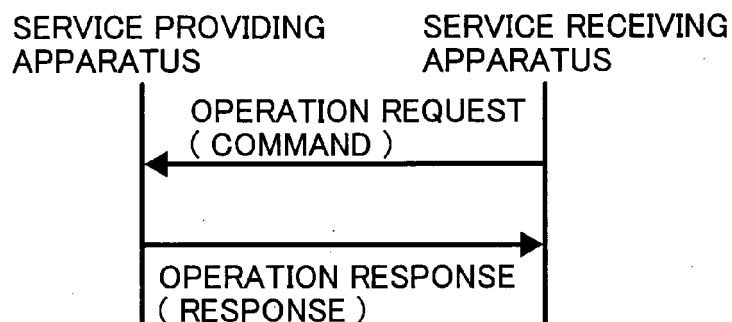 SERVICE PROVIDING
APPARATUS
SERVICE RECEIVING
APPARATUS
OPERATION REQUEST
( COMMAND )
OPERATION RESPONSE
( RESPONSE )